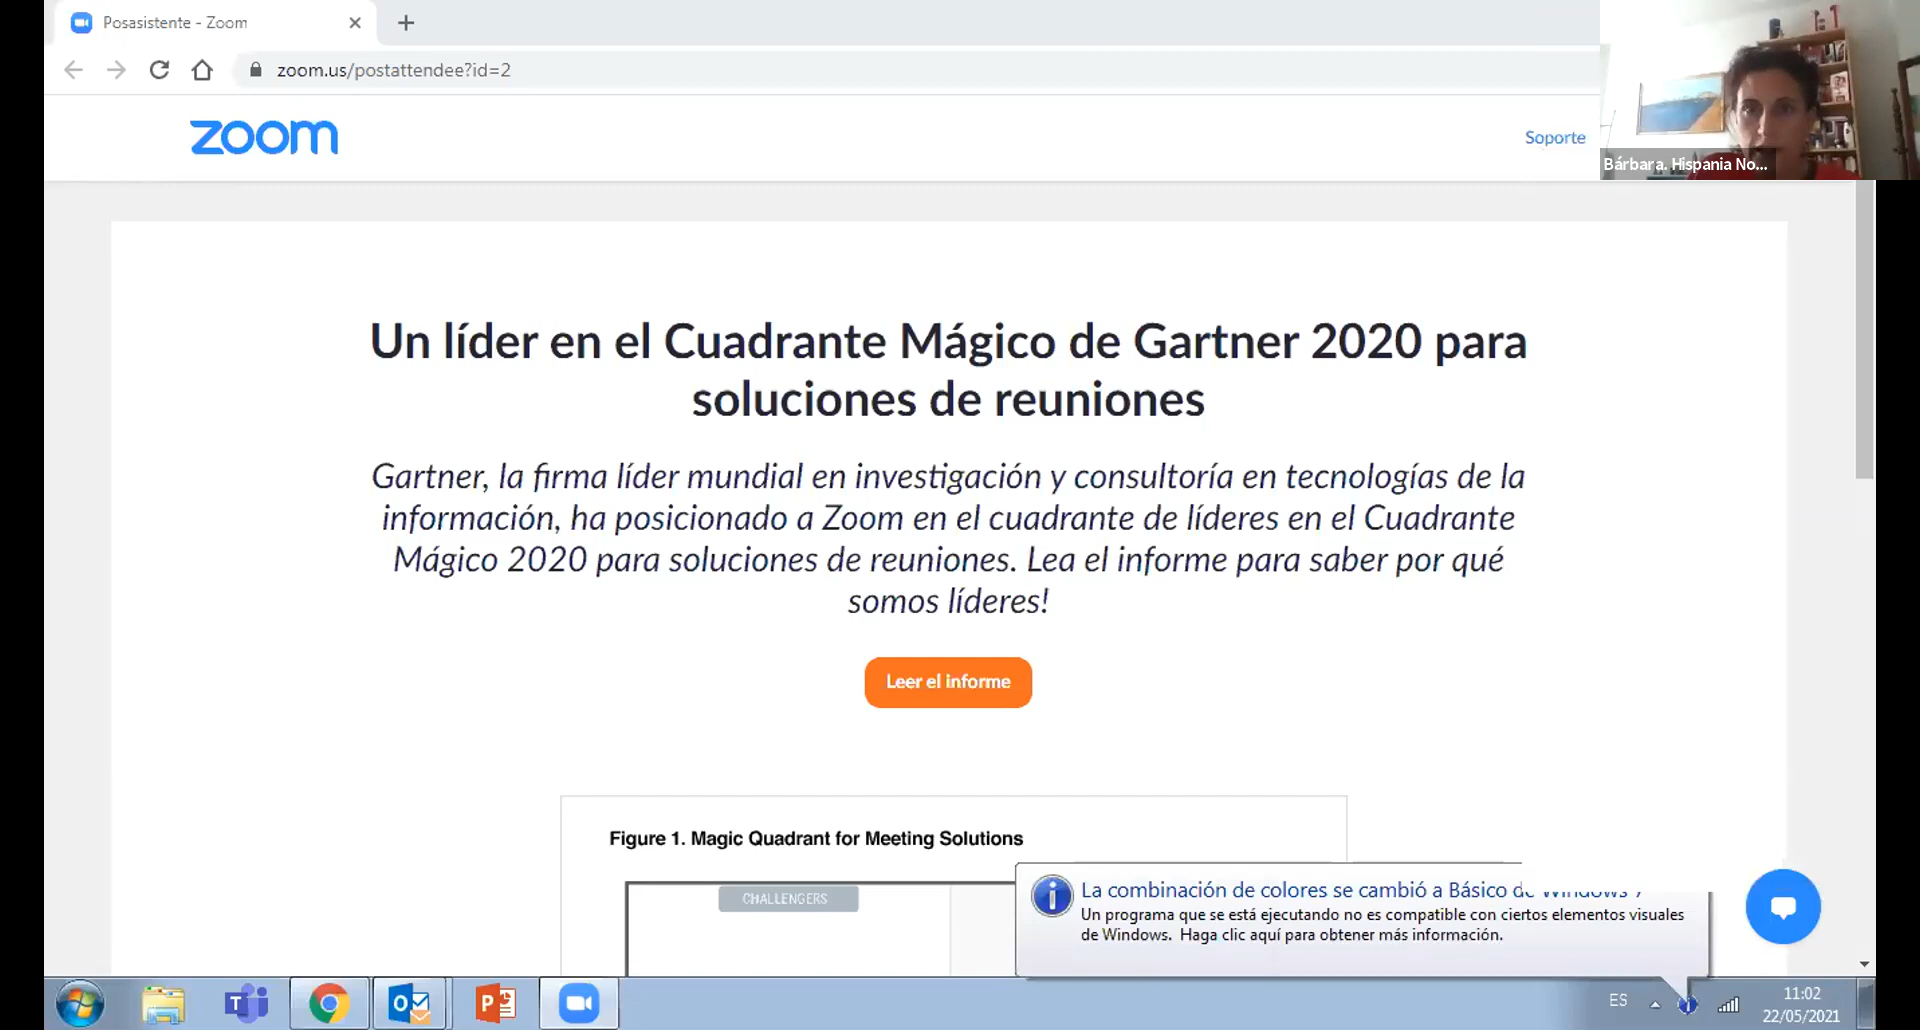 Posasistente - Zoom
zoom.us/postattendee?id=2
zoom
Soporte
Bárbara. Hispania No...
Un líder en el Cuadrante Mágico de Gartner 2020 para
soluciones de reuniones
Gartner, la firma líder mundial en investigación y consultoría en tecnologías de la
información, ha posicionado a Zoom en el cuadrante de líderes en el Cuadrante
Mágico 2020 para soluciones de reuniones. Lea el informe para saber por qué
somos líderes!
Leer el informe
Figure 1. Magic Quadrant for Meeting Solutions
CHALLENGERS
La combinación de colores se cambió a Básico de Windows 7
Un programa que se está ejecutando no es compatible con ciertos elementos visuales
de Windows. Haga clic aquí para obtener más información.
ES
11:02
22/05/2021